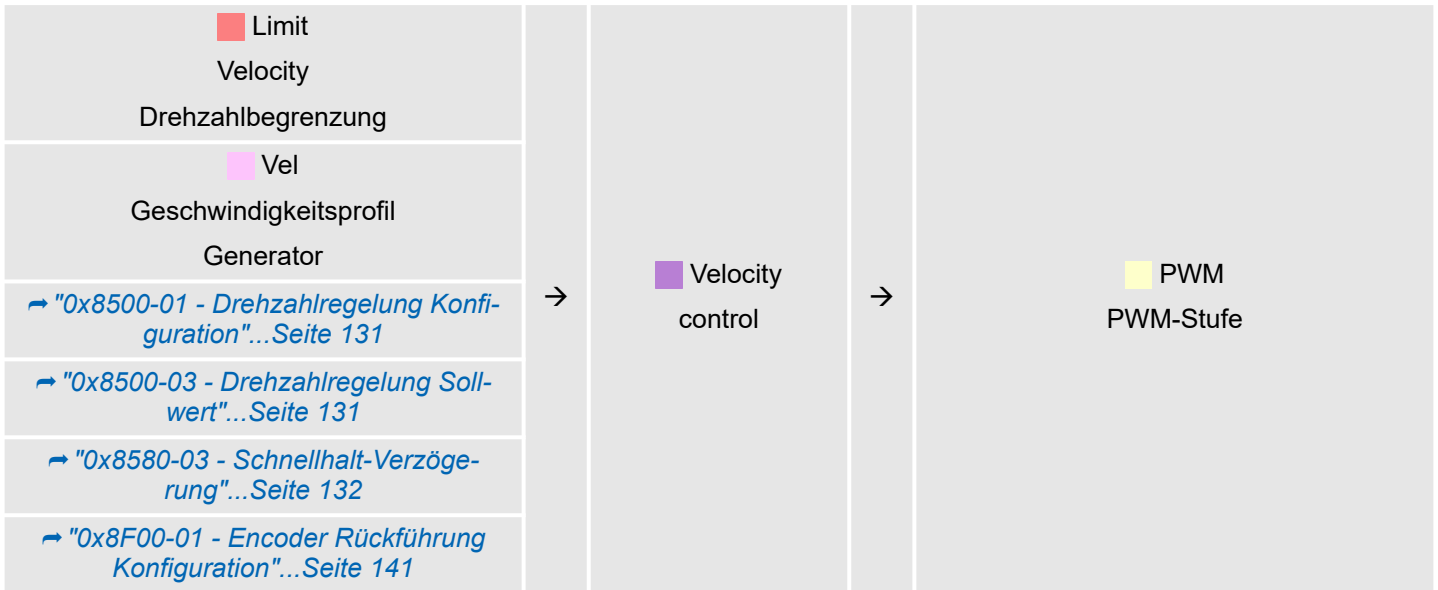 Limit
Velocity
Drehzahlbegrenzung
Vel
Geschwindigkeitsprofil
Generator
➦ "0x8500-01 - Drehzahlregelung Konfi-
guration"...Seite 131
➦ "0x8500-03 - Drehzahlregelung Soll-
wert"...Seite 131
➦ "0x8580-03 - Schnellhalt-Verzöge-
rung"...Seite 132
➦ "0x8F00-01 - Encoder Rückführung
Konfiguration"...Seite 141
→
Velocity
control
→
PWM
PWM-Stufe